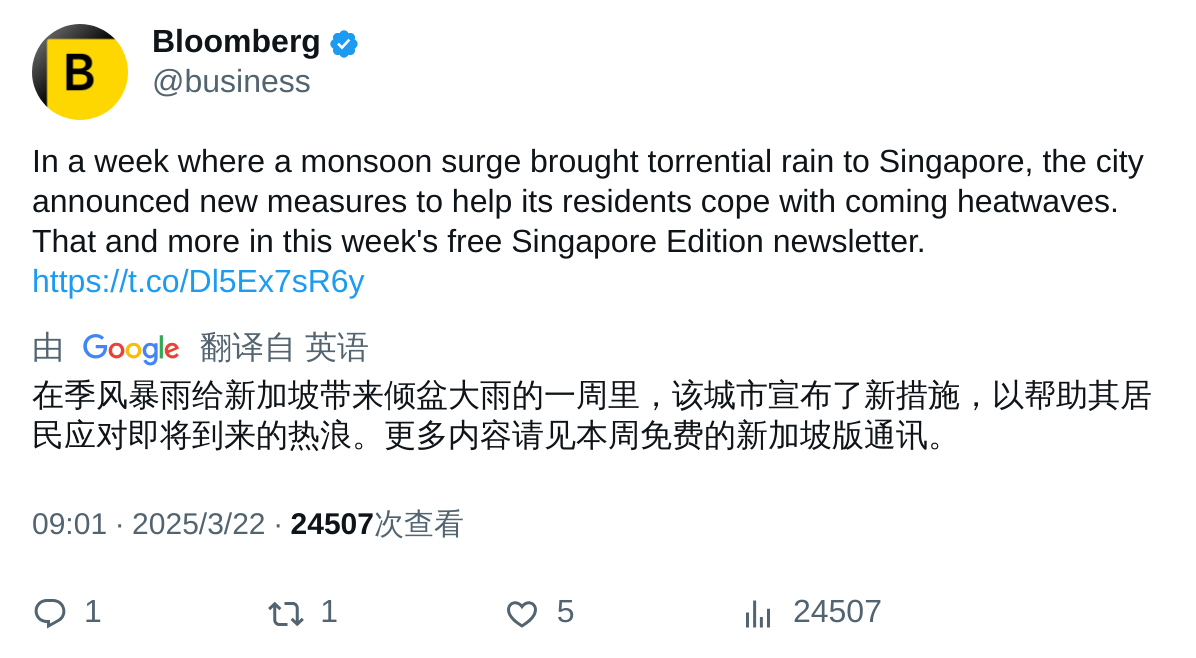 B
Bloomberg
@business
In a week where a monsoon surge brought torrential rain to Singapore, the city
announced new measures to help its residents cope with coming heatwaves.
That and more in this week's free Singapore Edition newsletter.
https://t.co/Dl5Ex7sR6y
由 Google 翻译自 英语
在季风暴雨给新加坡带来倾盆大雨的一周里，该城市宣布了新措施，以帮助其居
民应对即将到来的热浪。更多内容请见本周免费的新加坡版通讯。
09:01 · 2025/3/22 · 24507次查看
1 1 5 24507